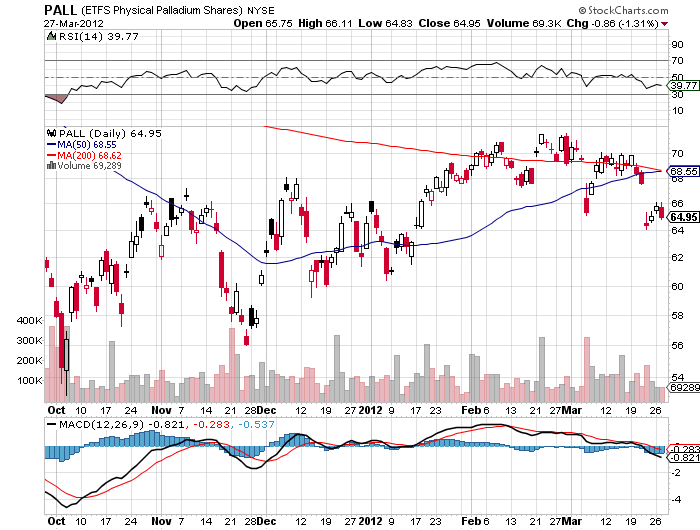 PALL (ETFS Physical Palladium Shares) NYSE © StockCharts.com
27-Mar-2012 Open 65.75 High 66.11 Low 64.83 Close 64.95 Volume 69.3K Chg -0.86 (-1.31%)
RSI(14) 39.77
90
70
50
39.77
30
10
PALL (Daily) 64.95
MA(50) 68.55
MA(200) 68.62
Volume 69,289
70
68.55
68
66
64.95
64
62
60
58
56
54
400K
300K
200K
100K
69289
Oct 10 17 24 Nov 7 14 21 28 Dec 5 12 19 27 2012 9 17 23 Feb 6 13 21 27 Mar 5 12 19 26
MACD(12,26,9) -0.821, -0.283, -0.537
2
-0.283
-0.821
-2
-4
Oct 10 17 24 Nov 7 14 21 28 Dec 5 12 19 27 2012 9 17 23 Feb 6 13 21 27 Mar 5 12 19 26